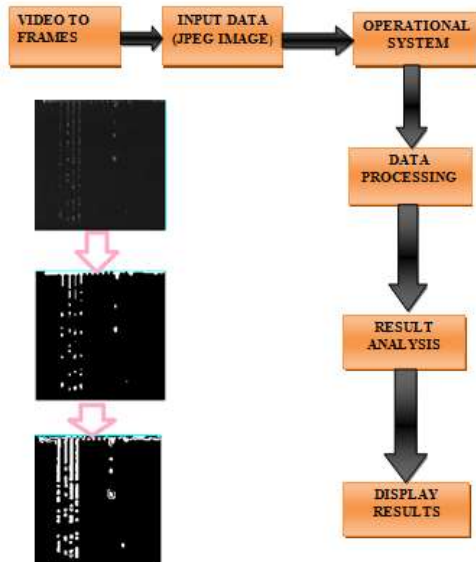 VIDEO TO
FRAMES
INPUT DATA
(JPEG IMAGE)
OPERATIONAL
SYSTEM
DATA
PROCESSING
RESULT
ANALYSIS
DISPLAY
RESULTS